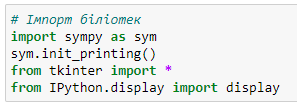 # Імпорт біліотек
import sympy as sym
sym.init_printing()
from tkinter import *
from IPython.display import display